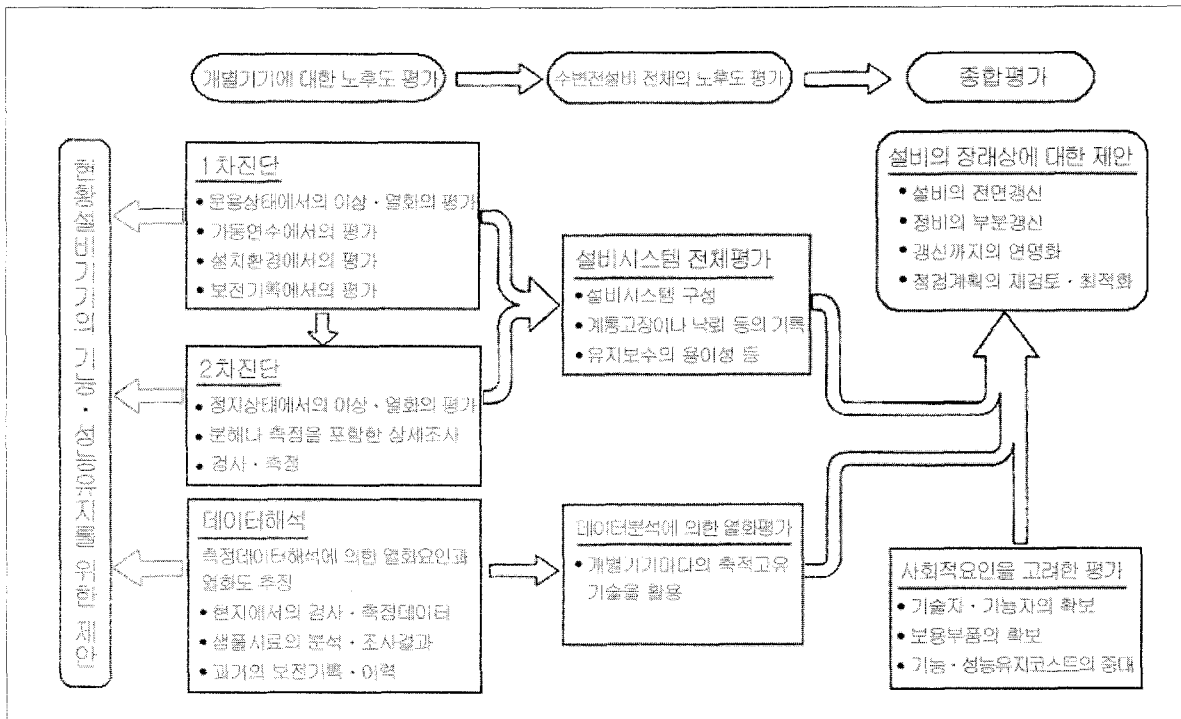 개별기기에 대한 노후도 평가
수변전설비 전체의 노후도 평가
종합평가
현황설비기기의 기능·성능유지를 위한 제안
1차진단
• 운용상태에서의 이상·열화의 평가
• 가동연수에서의 평가
• 설치환경에서의 평가
• 보전기록에서의 평가
2차진단
• 정지상태에서의 이상·열화의 평가
• 분해나 측정을 포함한 상세조사
• 검사·측정
데이터해석
측정데이터해석에 의한 열화요인과
열화도 추정
• 현지에서의 검사·측정데이터
• 샘플시료의 분석·조사결과
• 과거의 보전기록·이력
설비시스템 전체평가
• 설비시스템 구성
• 계통고장이나 낙뢰 등의 기록
• 유지보수의 용이성 등
데이터분석에 의한 열화평가
• 개별기기마다의 축적고유
기술을 활용
설비의 장래상에 대한 제안
• 설비의 전면갱신
• 정비의 부분갱신
• 갱신까지의 연명화
• 점검계획의 재검토·최적화
사회적요인을 고려한 평가
• 기술자·기능자의 확보
• 보용부품의 확보
• 기능·성능유지코스트의 증대